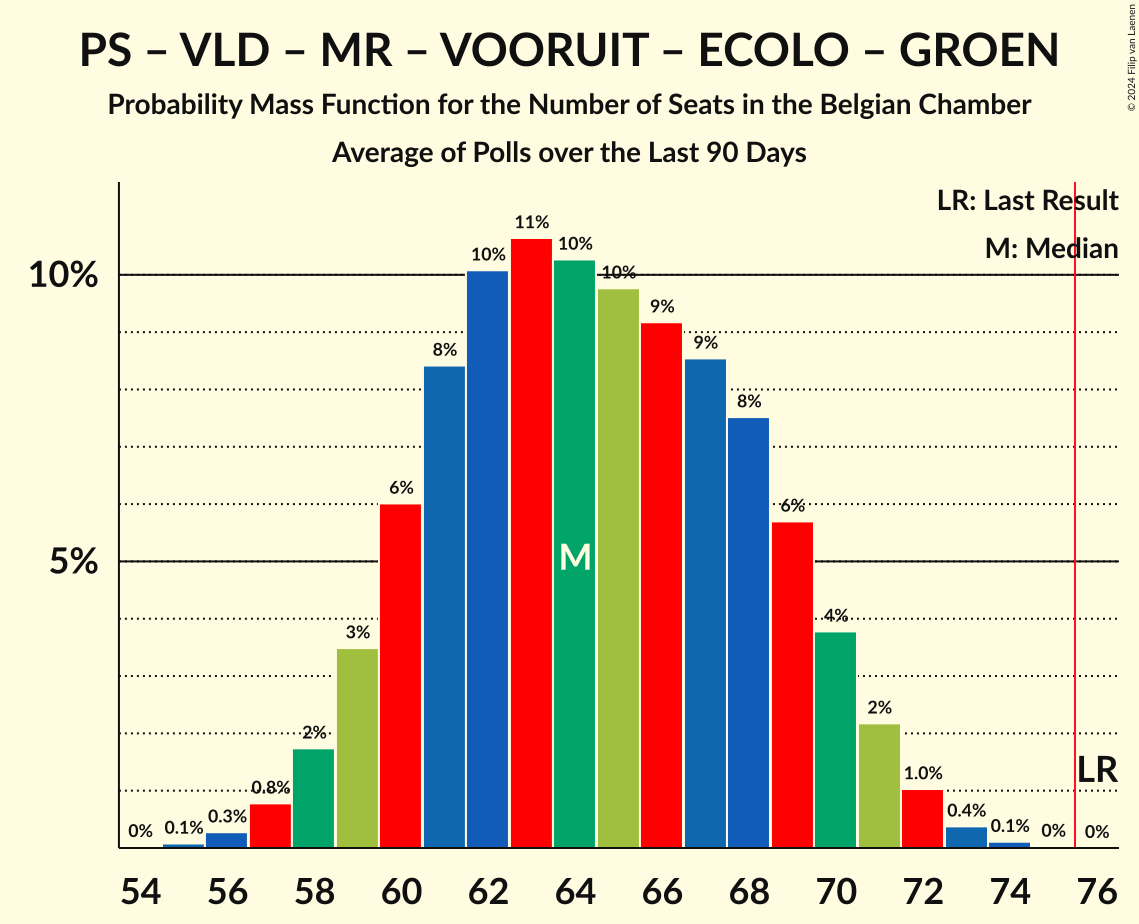 PS – VLD – MR – VOORUIT – ECOLO – GROEN
Probability Mass Function for the Number of Seats in the Belgian Chamber
Average of Polls over the Last 90 Days
© 2024 Filip van Laenen
LR: Last Result
M: Median
10%
5%
0%
0.1%
0.3%
0.8%
2%
3%
6%
8%
10%
11%
10%
10%
9%
9%
8%
6%
4%
2%
1.0%
0.4%
0.1%
0%
0%
M
LR
54 56 58 60 62 64 66 68 70 72 74 76